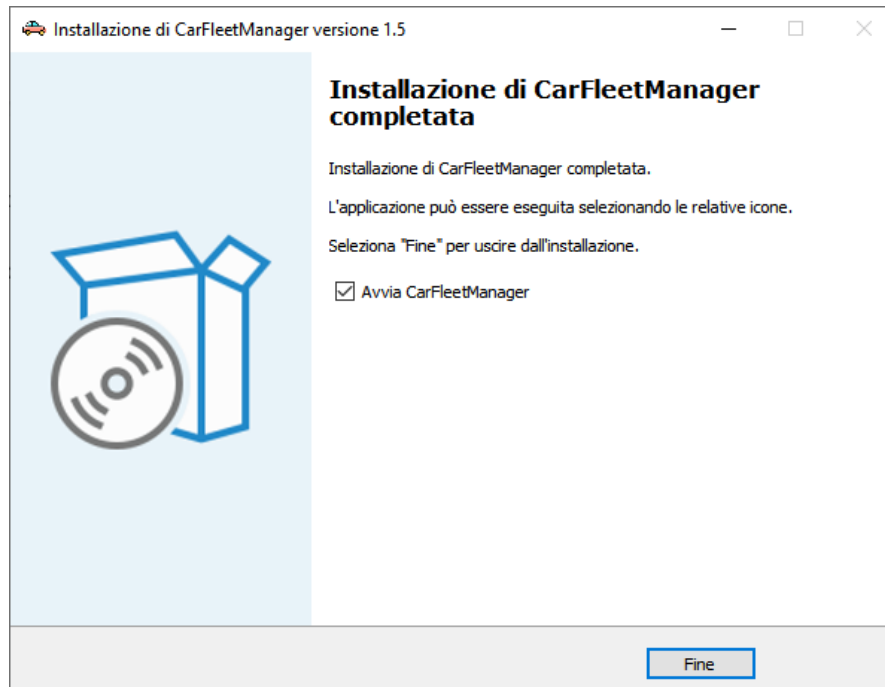 Installazione di CarFleetManager versione 1.5
Installazione di CarFleetManager
completata
Installazione di CarFleetManager completata.
L'applicazione può essere eseguita selezionando le relative icone.
Seleziona "Fine" per uscire dall'installazione.
Avvia CarFleetManager
Fine